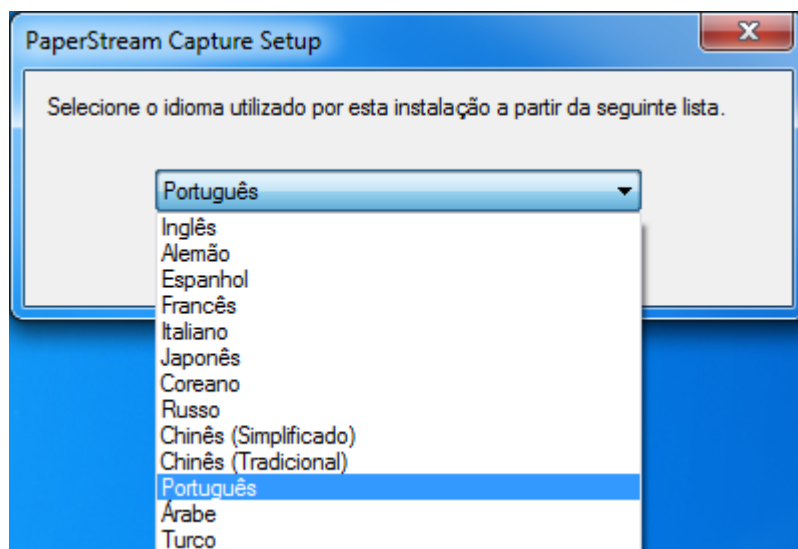 PaperStream Capture Setup
Selecione o idioma utilizado por esta instalação a partir da seguinte lista.
Português
Inglês
Alemão
Espanhol
Francês
Italiano
Japonês
Coreano
Russo
Chinês (Simplificado)
Chinês (Tradicional)
Português
Árabe
Turco